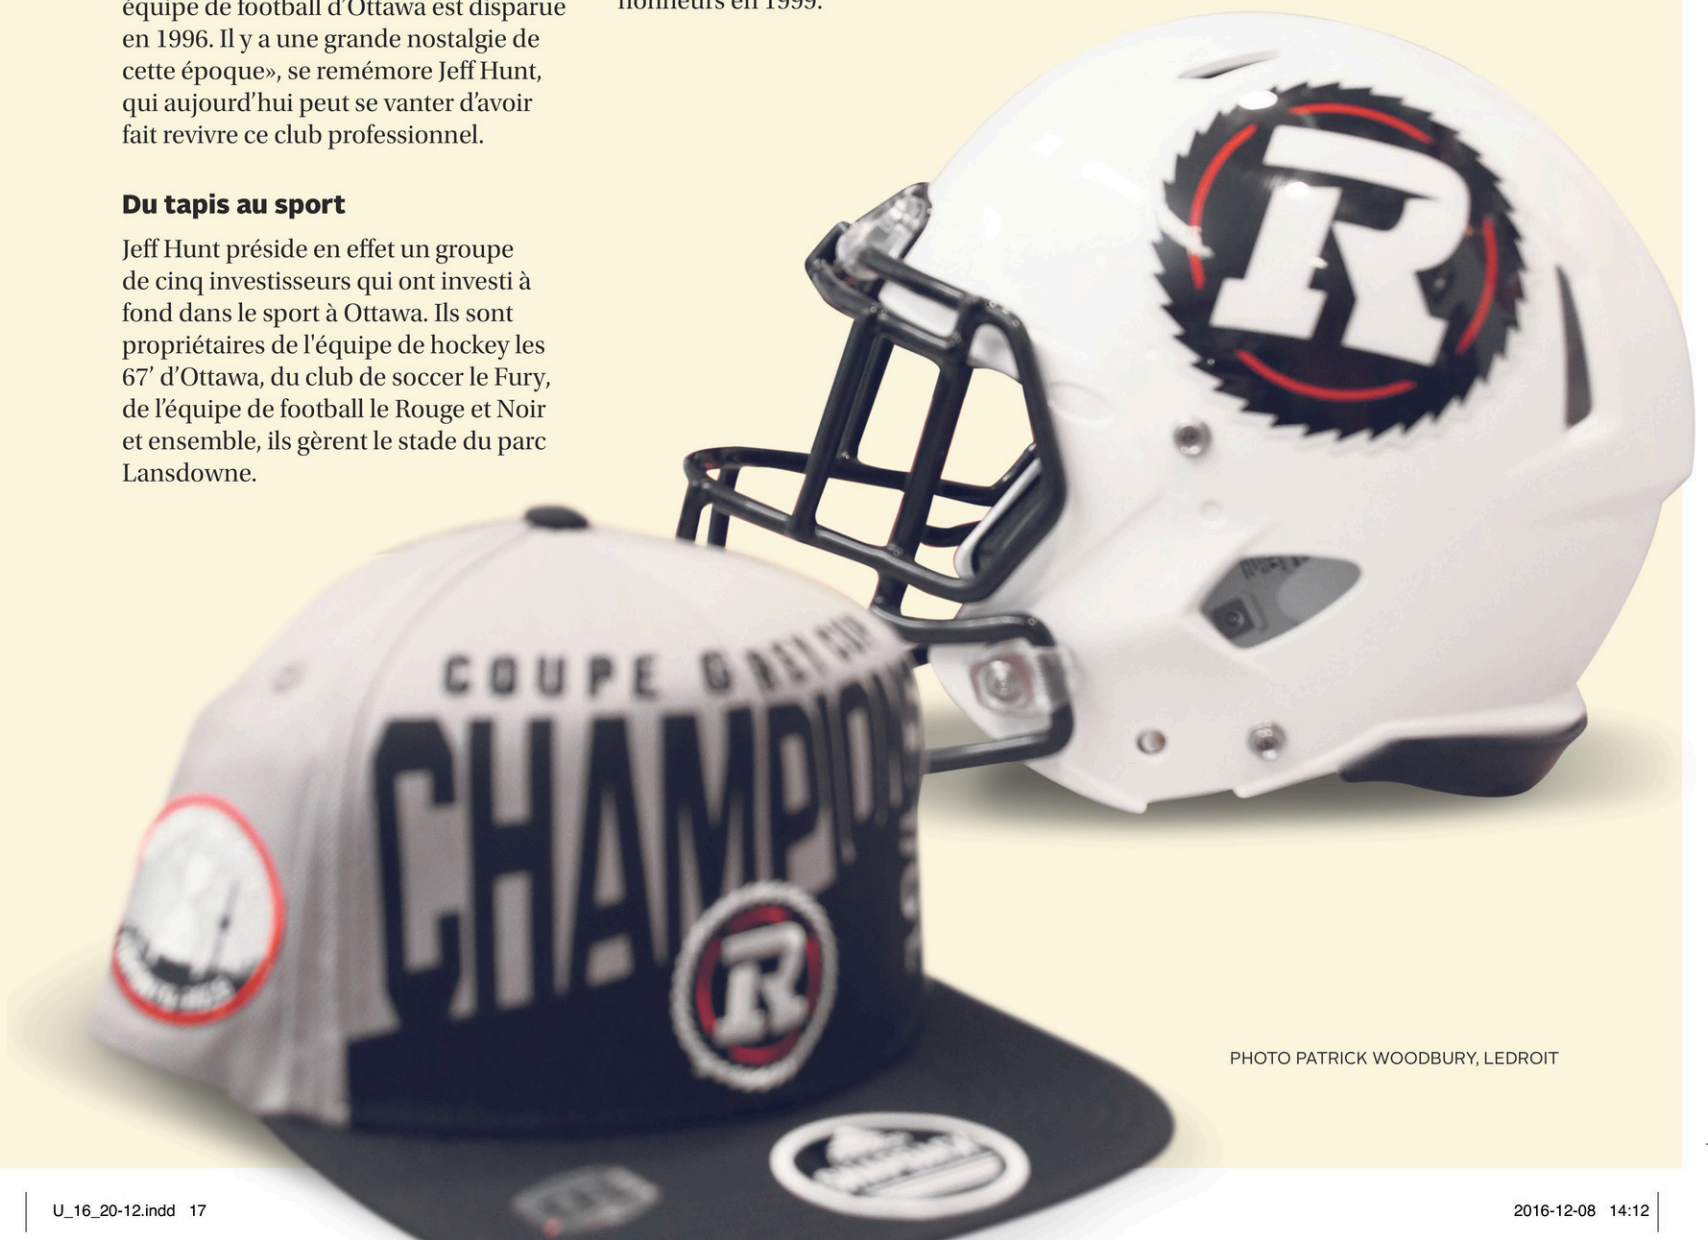 équipe de football d’Ottawa est disparue
en 1996. Il y a une grande nostalgie de
cette époque», se remémore Jeff Hunt,
qui aujourd’hui peut se vanter d’avoir
fait revivre ce club professionnel.
Du tapis au sport
Jeff Hunt préside en effet un groupe
de cinq investisseurs qui ont investi à
fond dans le sport à Ottawa. Ils sont
propriétaires de l'équipe de hockey les
67’ d’Ottawa, du club de soccer le Fury,
de l’équipe de football le Rouge et Noir
et ensemble, ils gèrent le stade du parc
Lansdowne.
honneurs en 1999.
R
COUPE GREY CUP
CHAMPIONS
R
PHOTO PATRICK WOODBURY, LEDROIT
U_16_20-12.indd 17
2016-12-08 14:12